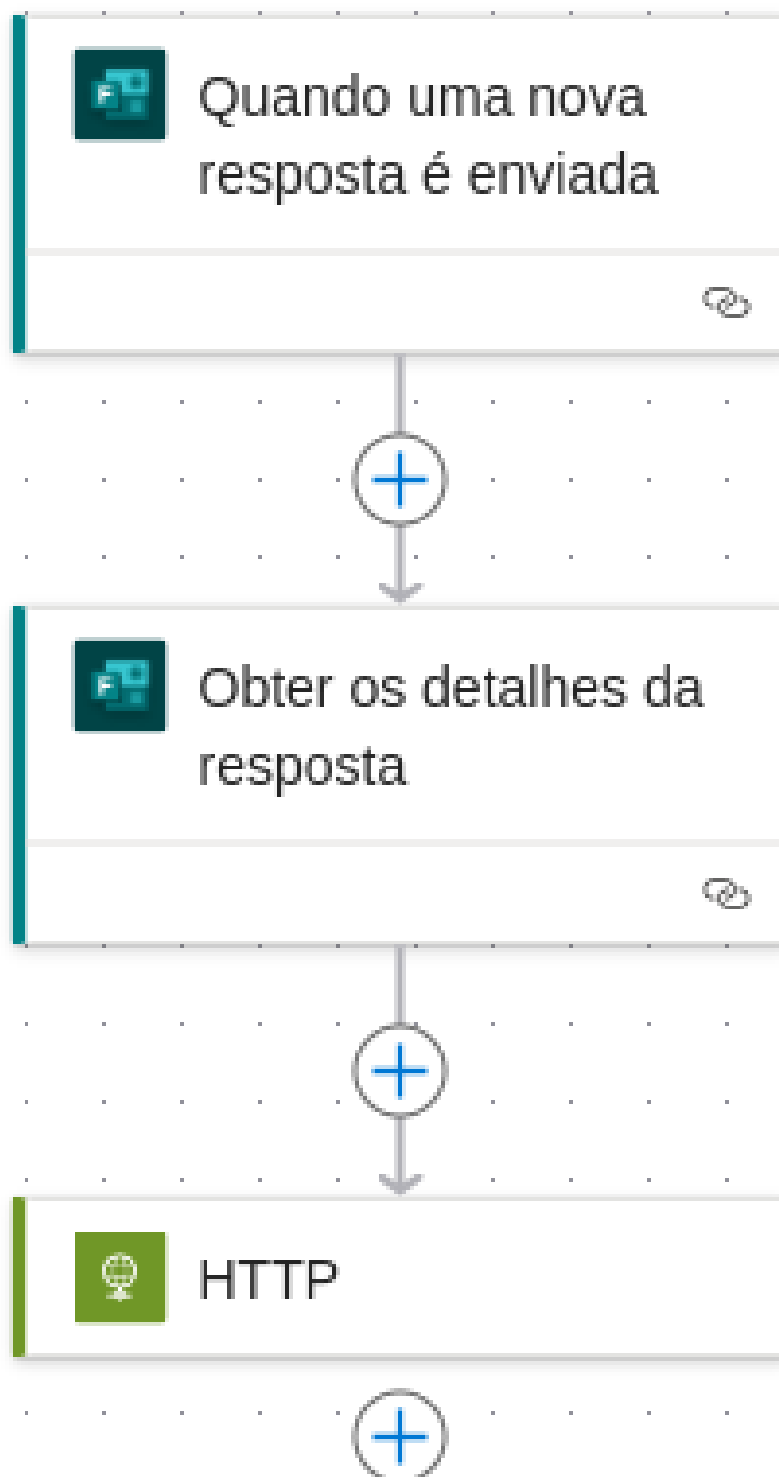 Quando uma nova
resposta é enviada
Obter os detalhes da
resposta
HTTP